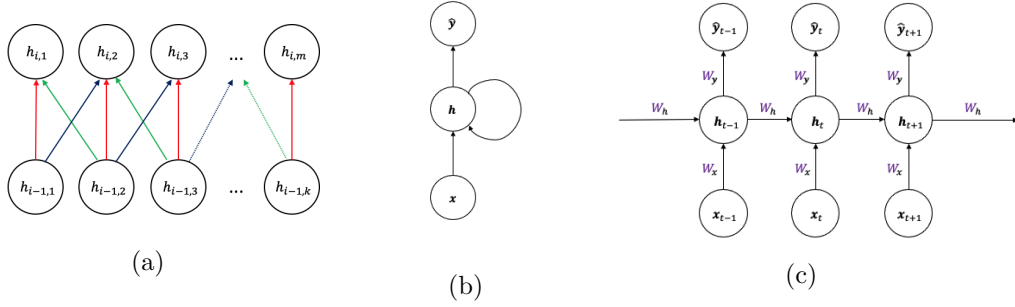 h_{i,1} h_{i,2} h_{i,3} ... h_{i,m}
h_{i-1,1} h_{i-1,2} h_{i-1,3} ... h_{i-1,k}
(a)
ŷ
h
x
(b)
ŷ_{t-1} ŷ_t ŷ_{t+1}
W_y W_y W_y
W_h W_h W_h W_h
h_{t-1} h_t h_{t+1}
W_x W_x W_x
x_{t-1} x_t x_{t+1}
(c)